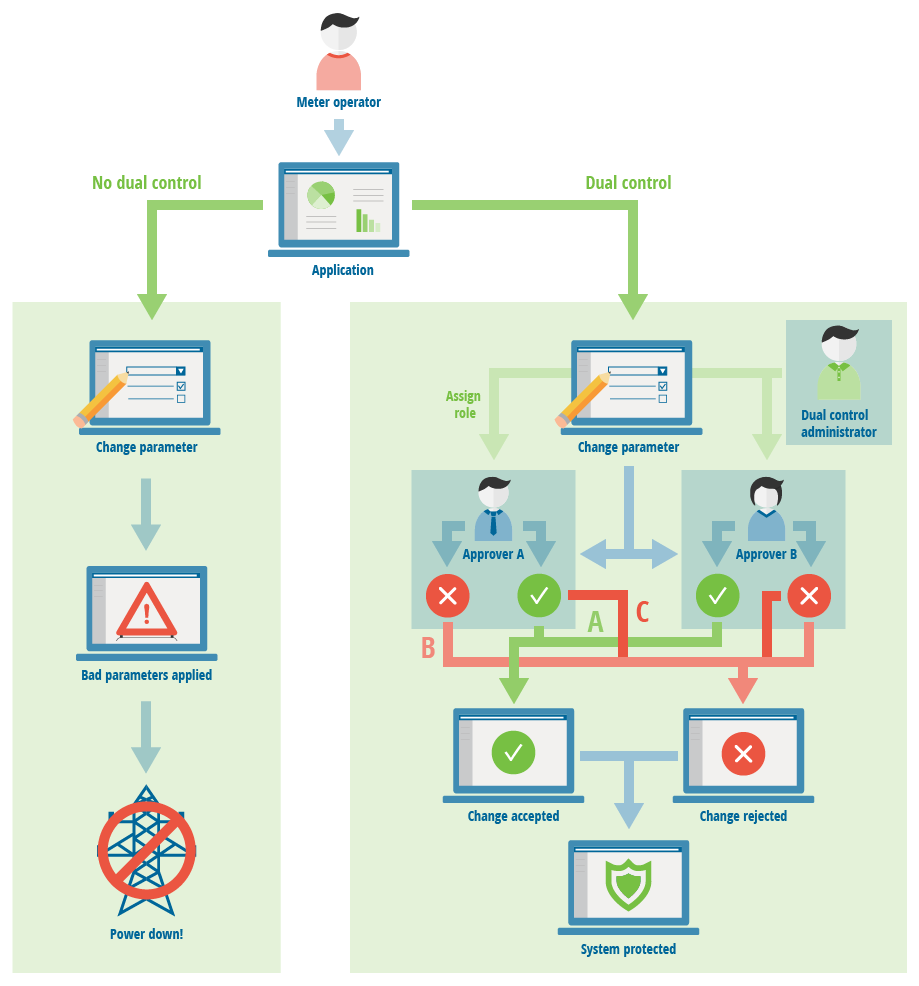 Meter operator
No dual control
Dual control
Application
Assign
role
Dual control
administrator
Change parameter
Change parameter
Approver A
Approver B
A
C
B
Bad parameters applied
Change accepted
Change rejected
Power down!
System protected